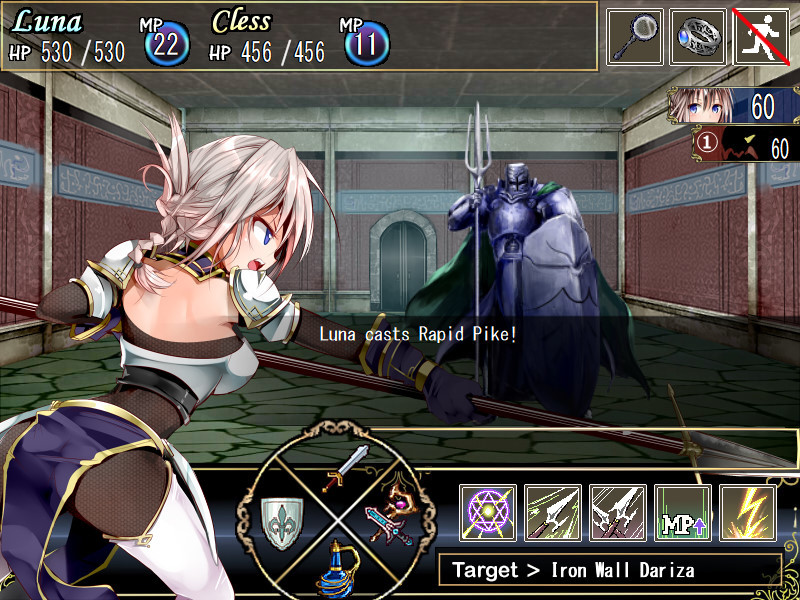 Luna
HP 530 /530
MP
22
Cless
HP 456 /456
MP
11
60
1
60
Luna casts Rapid Pike!
MP↑
Target > Iron Wall Dariza